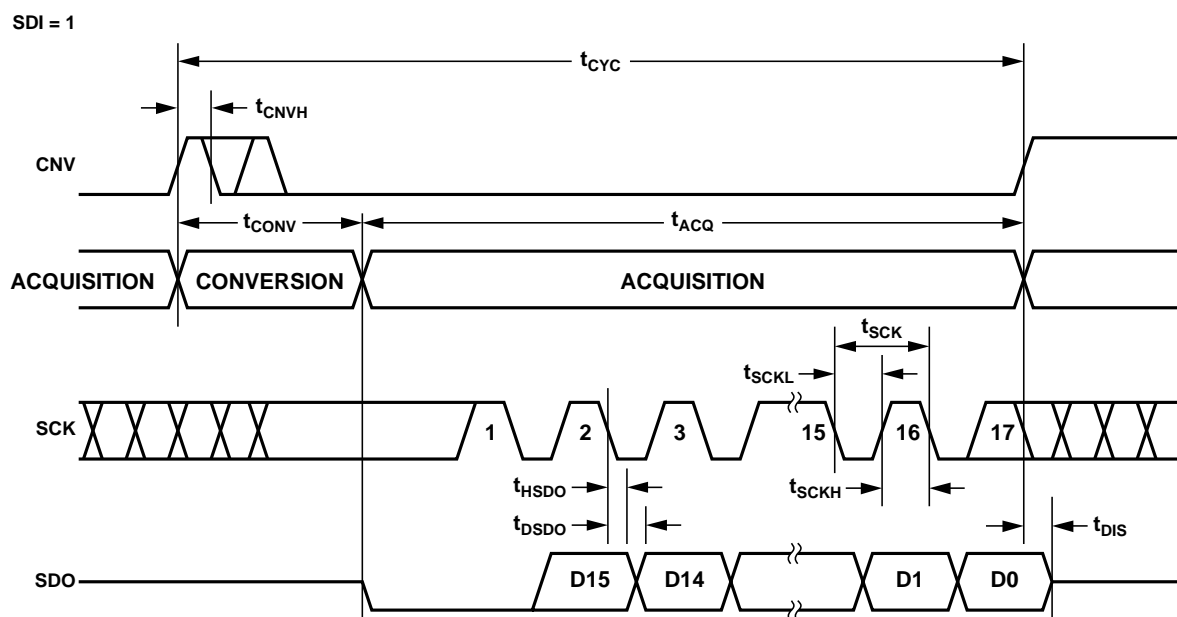 SDI = 1
tCYC
tCNVH
CNV
tCONV
tACQ
ACQUISITION
CONVERSION
ACQUISITION
tSCK
tSCKL
SCK
1
2
3
15
16
17
tHSDO
tSCKH
tDSDO
tDIS
SDO
D15
D14
D1
D0